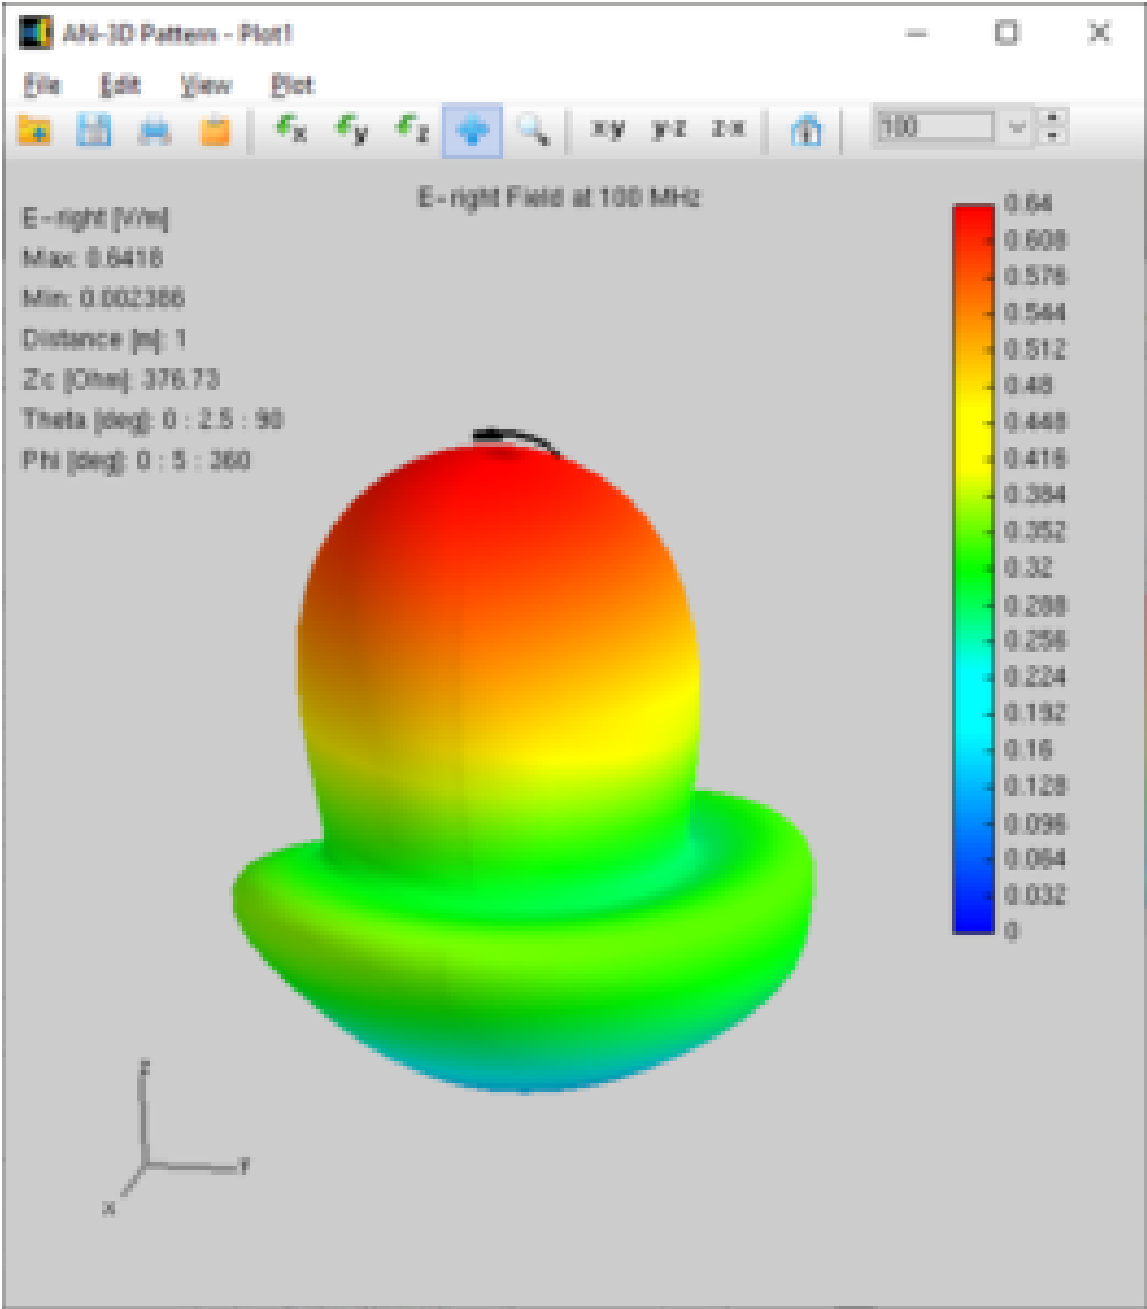 AN-3D Pattern - Plot1
File Edit View Plot
x y z xy yz zx 100
E-right Field at 100 MHz
E-right [V/m]
Max: 0.6418
Min: 0.002386
Distance [m]: 1
Zc [Ohm]: 376.73
Theta [deg]: 0 : 2.5 : 90
Phi [deg]: 0 : 5 : 360
0.64
0.608
0.576
0.544
0.512
0.48
0.448
0.416
0.384
0.352
0.32
0.288
0.256
0.224
0.192
0.16
0.128
0.096
0.064
0.032
0
Z
Y
X